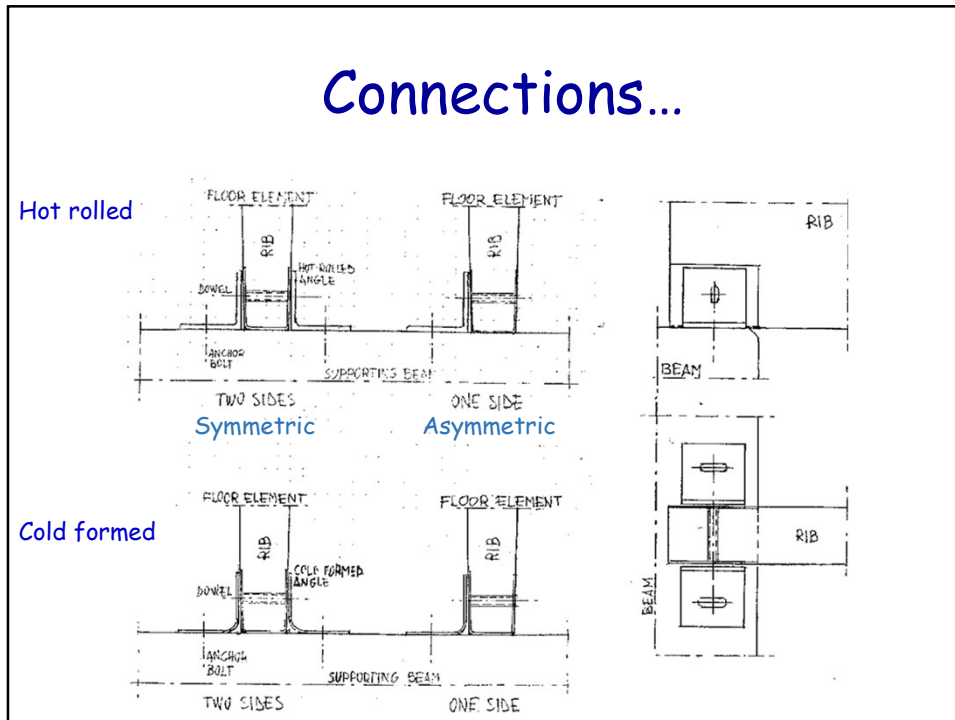 Connections...
Hot rolled
FLOOR ELEMENT
RIB
HOT-ROLLED
ANGLE
DOWEL
ANCHOR
BOLT
SUPPORTING BEAM
TWO SIDES
Symmetric
FLOOR ELEMENT
RIB
ONE SIDE
Asymmetric
RIB
BEAM
Cold formed
FLOOR ELEMENT
RIB
COLD FORMED
ANGLE
DOWEL
ANCHOR
BOLT
SUPPORTING BEAM
TWO SIDES
FLOOR ELEMENT
RIB
ONE SIDE
RIB
BEAM